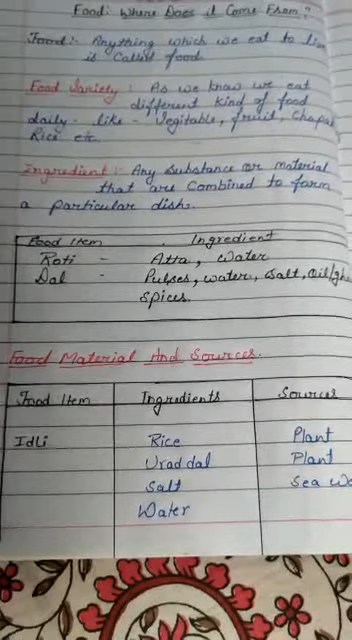 Food: Where Does it Come From?
Food:- Anything which we eat to
is Called food.
Food Variety: As we know we eat
different kind of food
daily- like - Vegitable, fruit,
Rice etc.
Ingredient:- Any substance or material
that are Combined to form
a particular dish.
Food Item Ingredient
Roti - Atta, water
Dal - Pulses, water, Salt, Oil/
Spices.
Food Material And Sources.
Food Item Ingredients Sources
Idli Rice Plant
Urad dal Plant
Salt Sea
Water